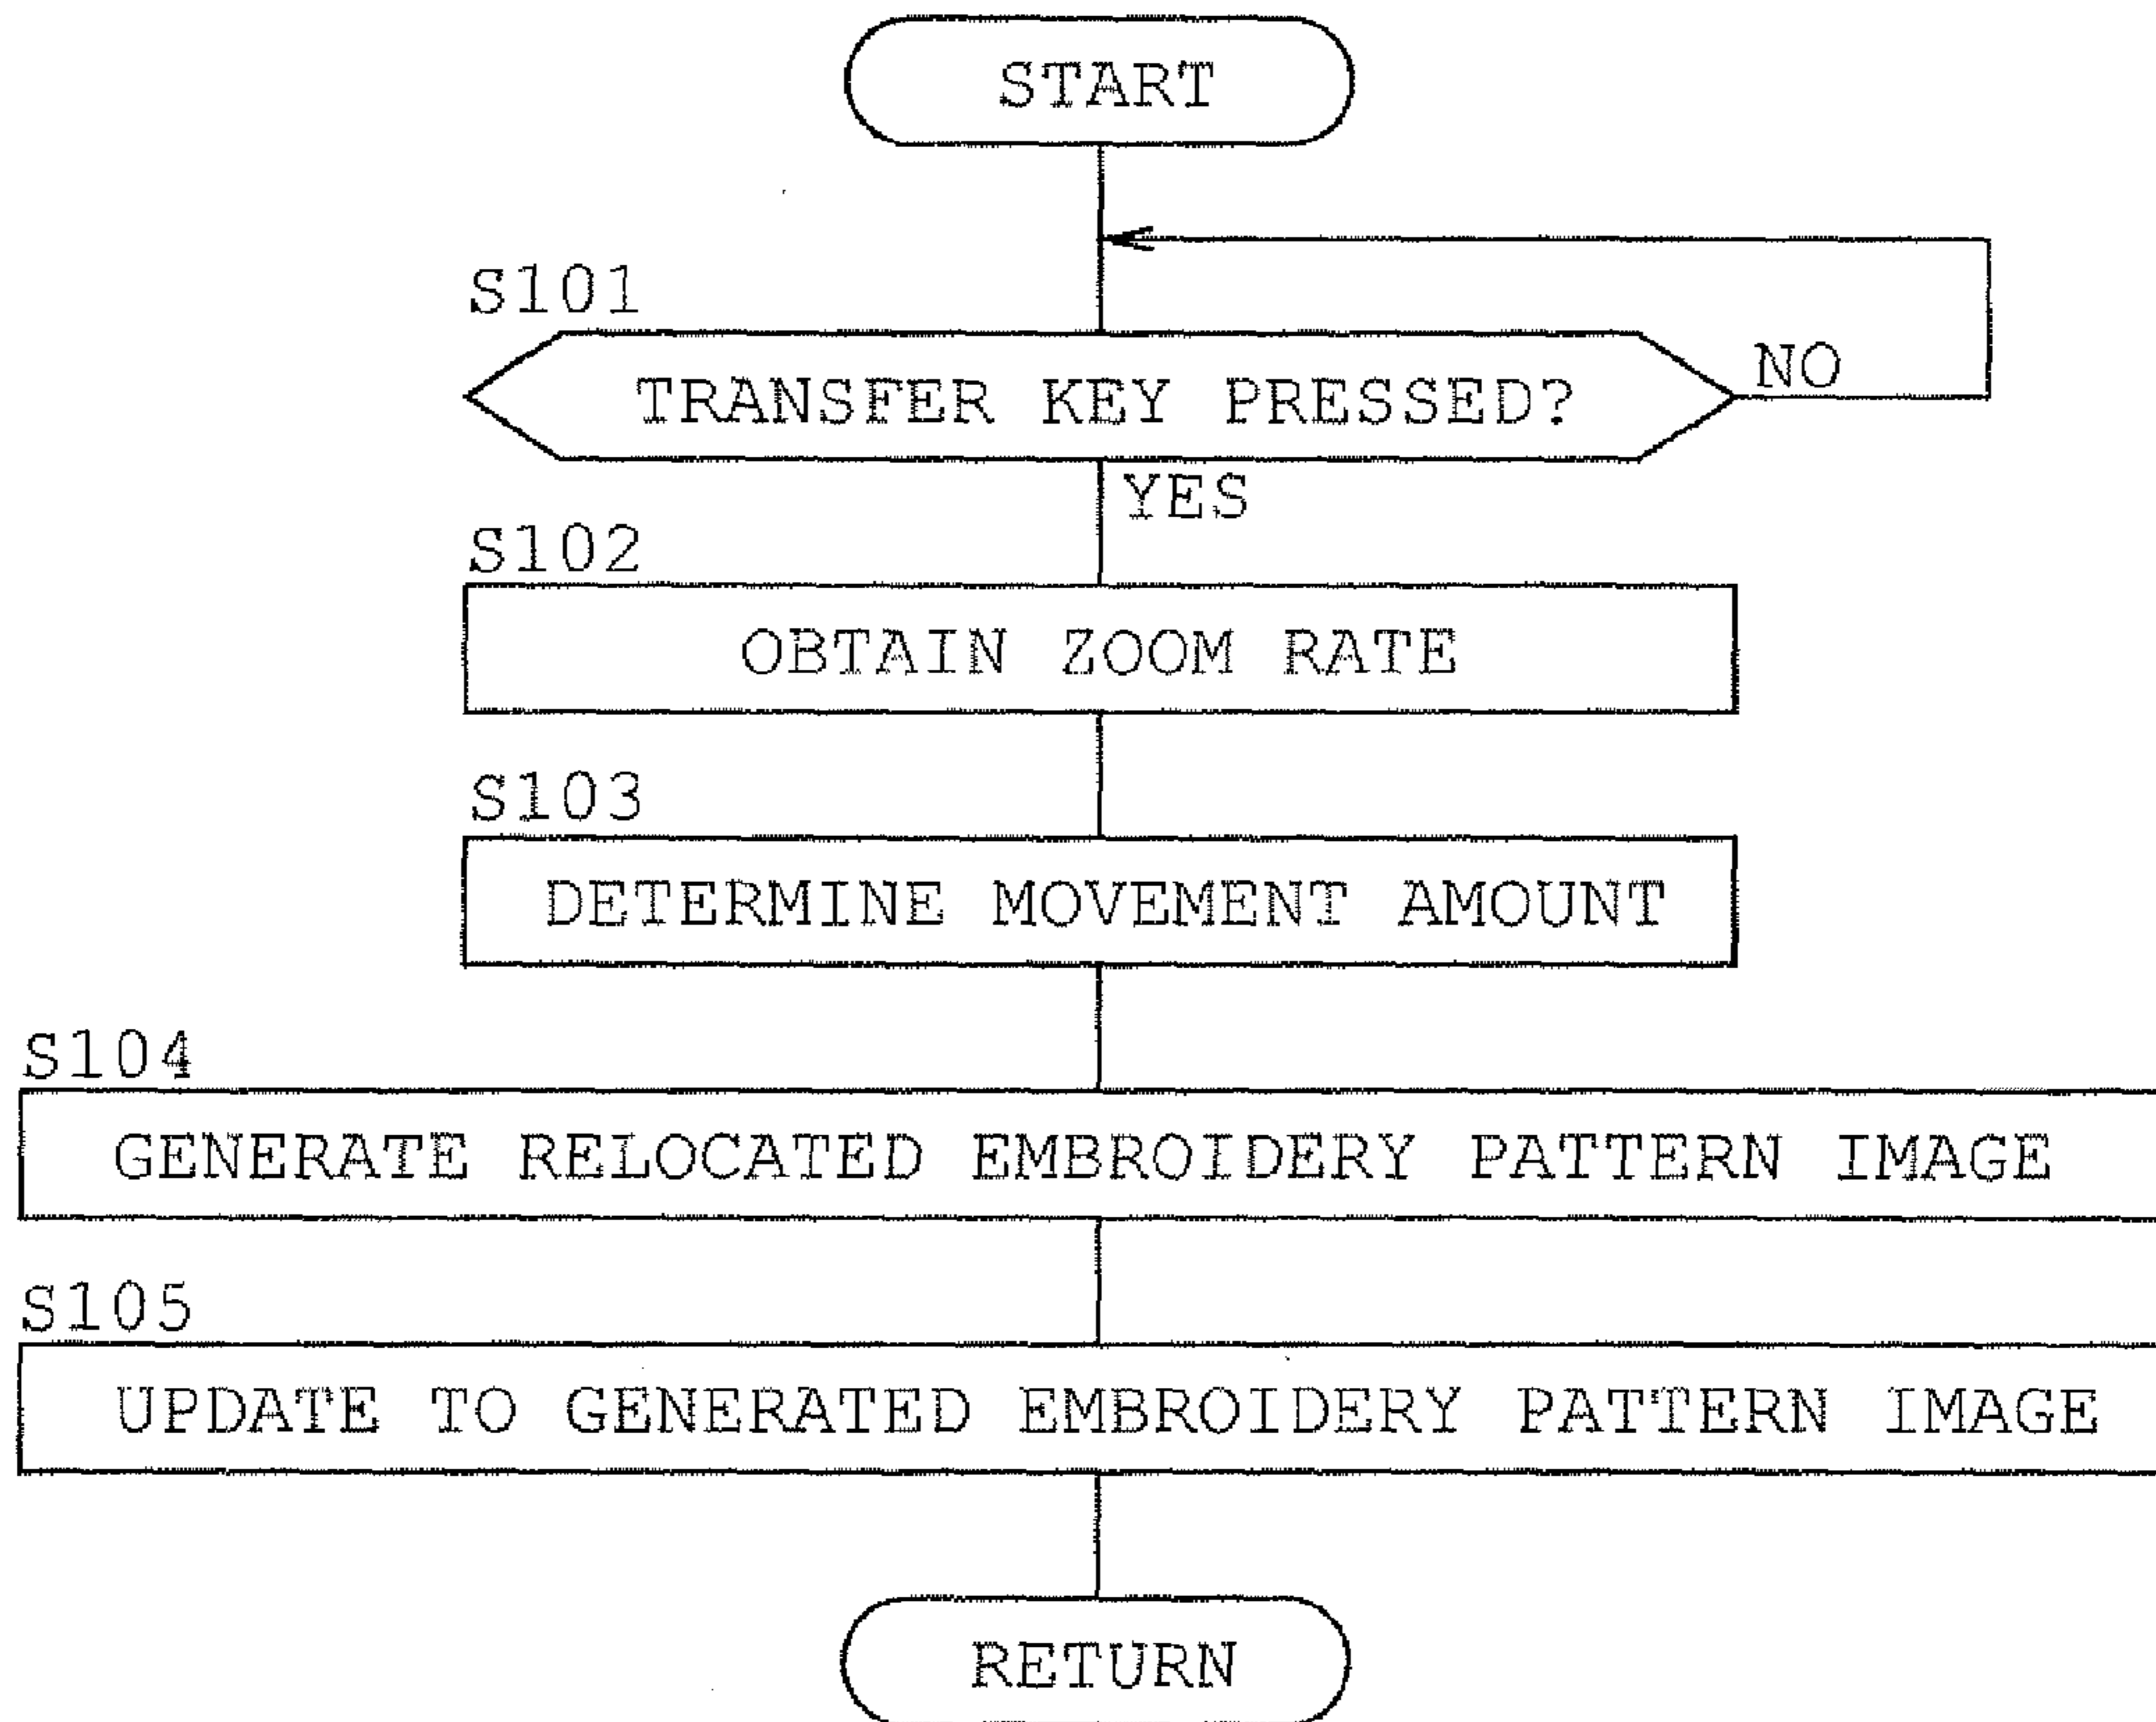 START
S101
TRANSFER KEY PRESSED?
NO
YES
S102
OBTAIN ZOOM RATE
S103
DETERMINE MOVEMENT AMOUNT
S104
GENERATE RELOCATED EMBROIDERY PATTERN IMAGE
S105
UPDATE TO GENERATED EMBROIDERY PATTERN IMAGE
RETURN